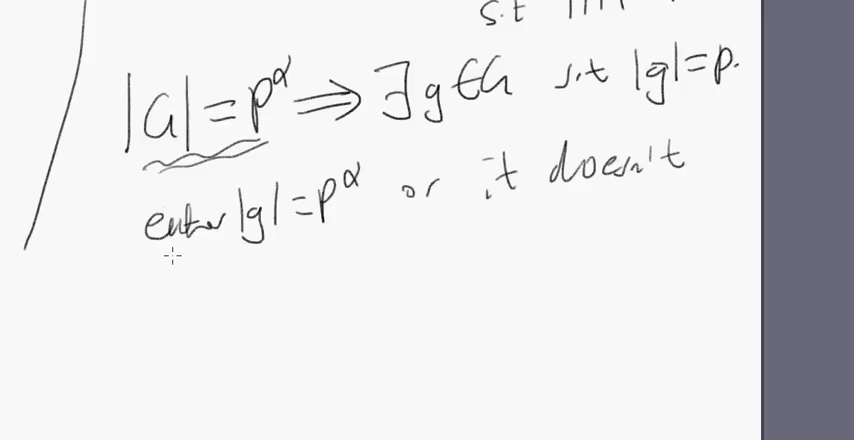 s.t
|G| = p^α ⟹ ∃ g ∈ G s.t |g| = p.
either |g| = p^α or it doesn't